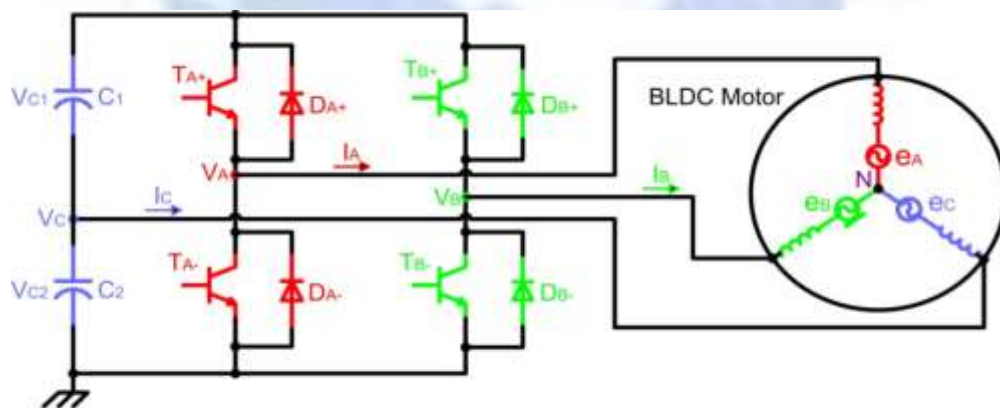 TA+
TB+
BLDC Motor
VC1
C1
DA+
DB+
IA
eA
VA
IB
N
IC
VB
eB
eC
VC
TA-
TB-
VC2
C2
DA-
DB-